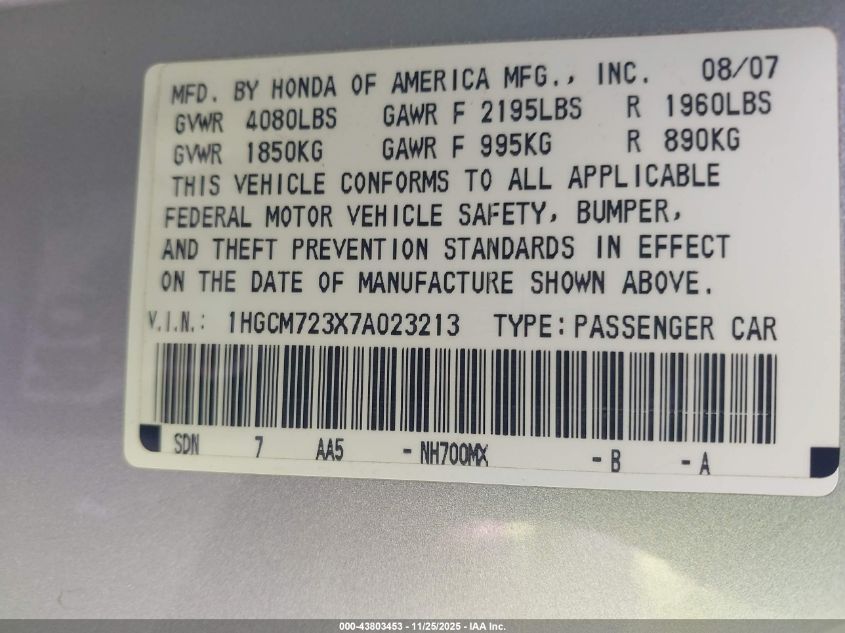 MFD. BY HONDA OF AMERICA MFG., INC. 08/07
GVWR 4080LBS GAWR F 2195LBS R 1960LBS
GVWR 1850KG GAWR F 995KG R 890KG
THIS VEHICLE CONFORMS TO ALL APPLICABLE
FEDERAL MOTOR VEHICLE SAFETY, BUMPER,
AND THEFT PREVENTION STANDARDS IN EFFECT
ON THE DATE OF MANUFACTURE SHOWN ABOVE.
V.I.N.: 1HGCM723X7A023213 TYPE: PASSENGER CAR
SDN 7 AA5 - NH700MX - B - A
000-43803453 - 11/25/2025 - IAA Inc.